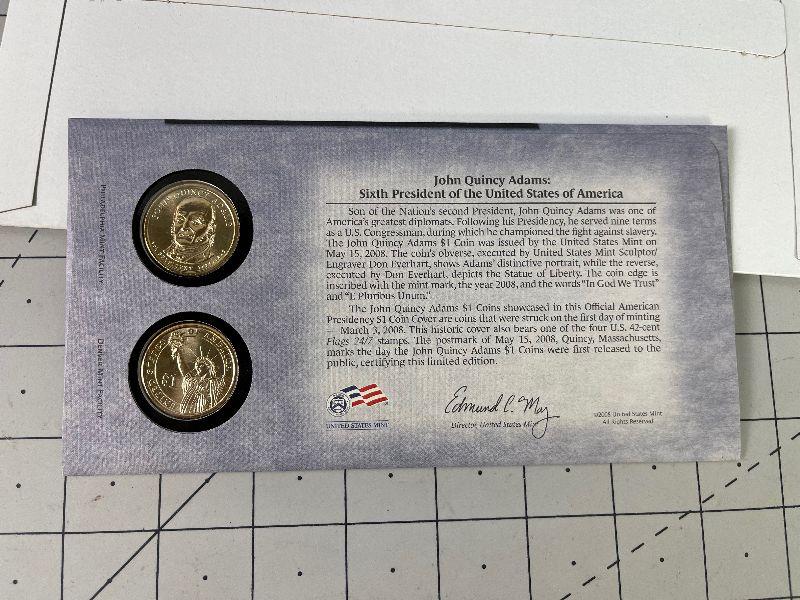 John Quincy Adams:
Sixth President of the United States of America
Son of the Nation's second President, John Quincy Adams was one of
America's greatest diplomats. Following his Presidency, he served nine terms
as a U.S. Congressman, during which he championed the fight against slavery.
The John Quincy Adams $1 Coin was issued by the United States Mint on
May 15, 2008. The coin's obverse, executed by United States Mint Sculptor/
Engraver Don Everhart, shows Adams' distinctive portrait, while the reverse,
executed by Don Everhart, depicts the Statue of Liberty. The coin edge is
inscribed with the mint mark, the year 2008, and the words "In God We Trust"
and "E Pluribus Unum."
The John Quincy Adams $1 Coins showcased in this Official American
Presidency $1 Coin Cover are coins that were struck on the first day of minting
— March 3, 2008. This historic cover also bears one of the four U.S. 42-cent
Flags 24/7 stamps. The postmark of May 15, 2008, Quincy, Massachusetts,
marks the day the John Quincy Adams $1 Coins were first released to the
public, certifying this limited edition.
UNITED STATES MINT
Edmund C. Moy
Director, United States Mint
©2008 United States Mint
All Rights Reserved
Philadelphia Mint Facility
Denver Mint Facility
JOHN QUINCY ADAMS
UNITED STATES OF AMERICA
$1